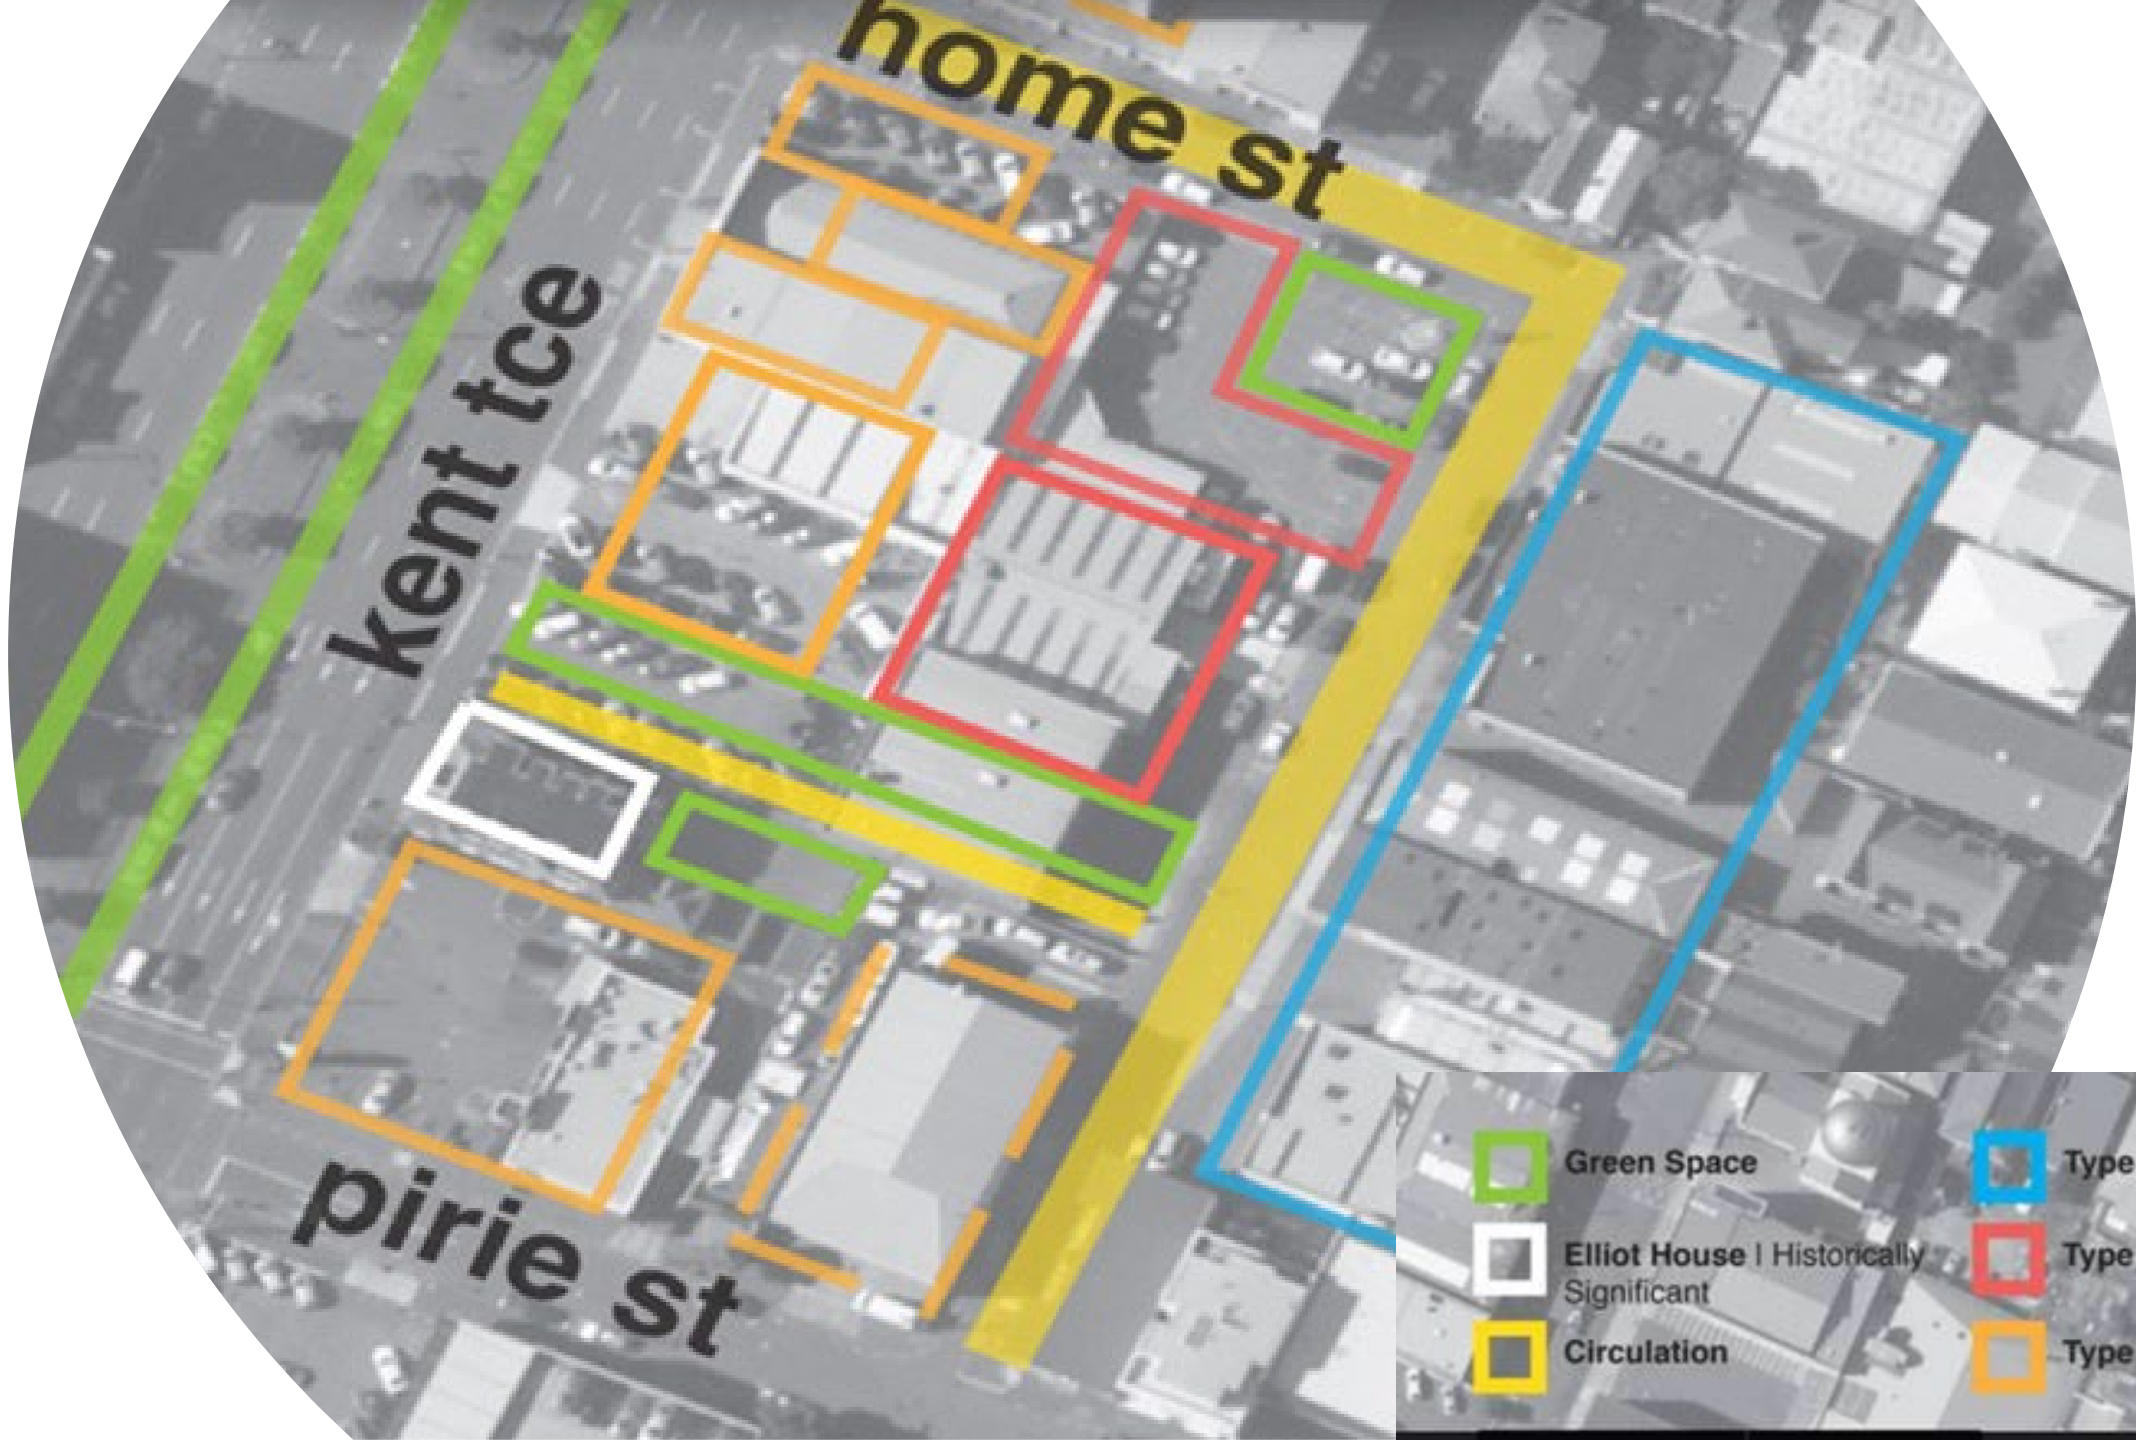 home st
kent tce
pirie st
Green Space
Elliot House | Historically
Significant
Circulation
Type
Type
Type